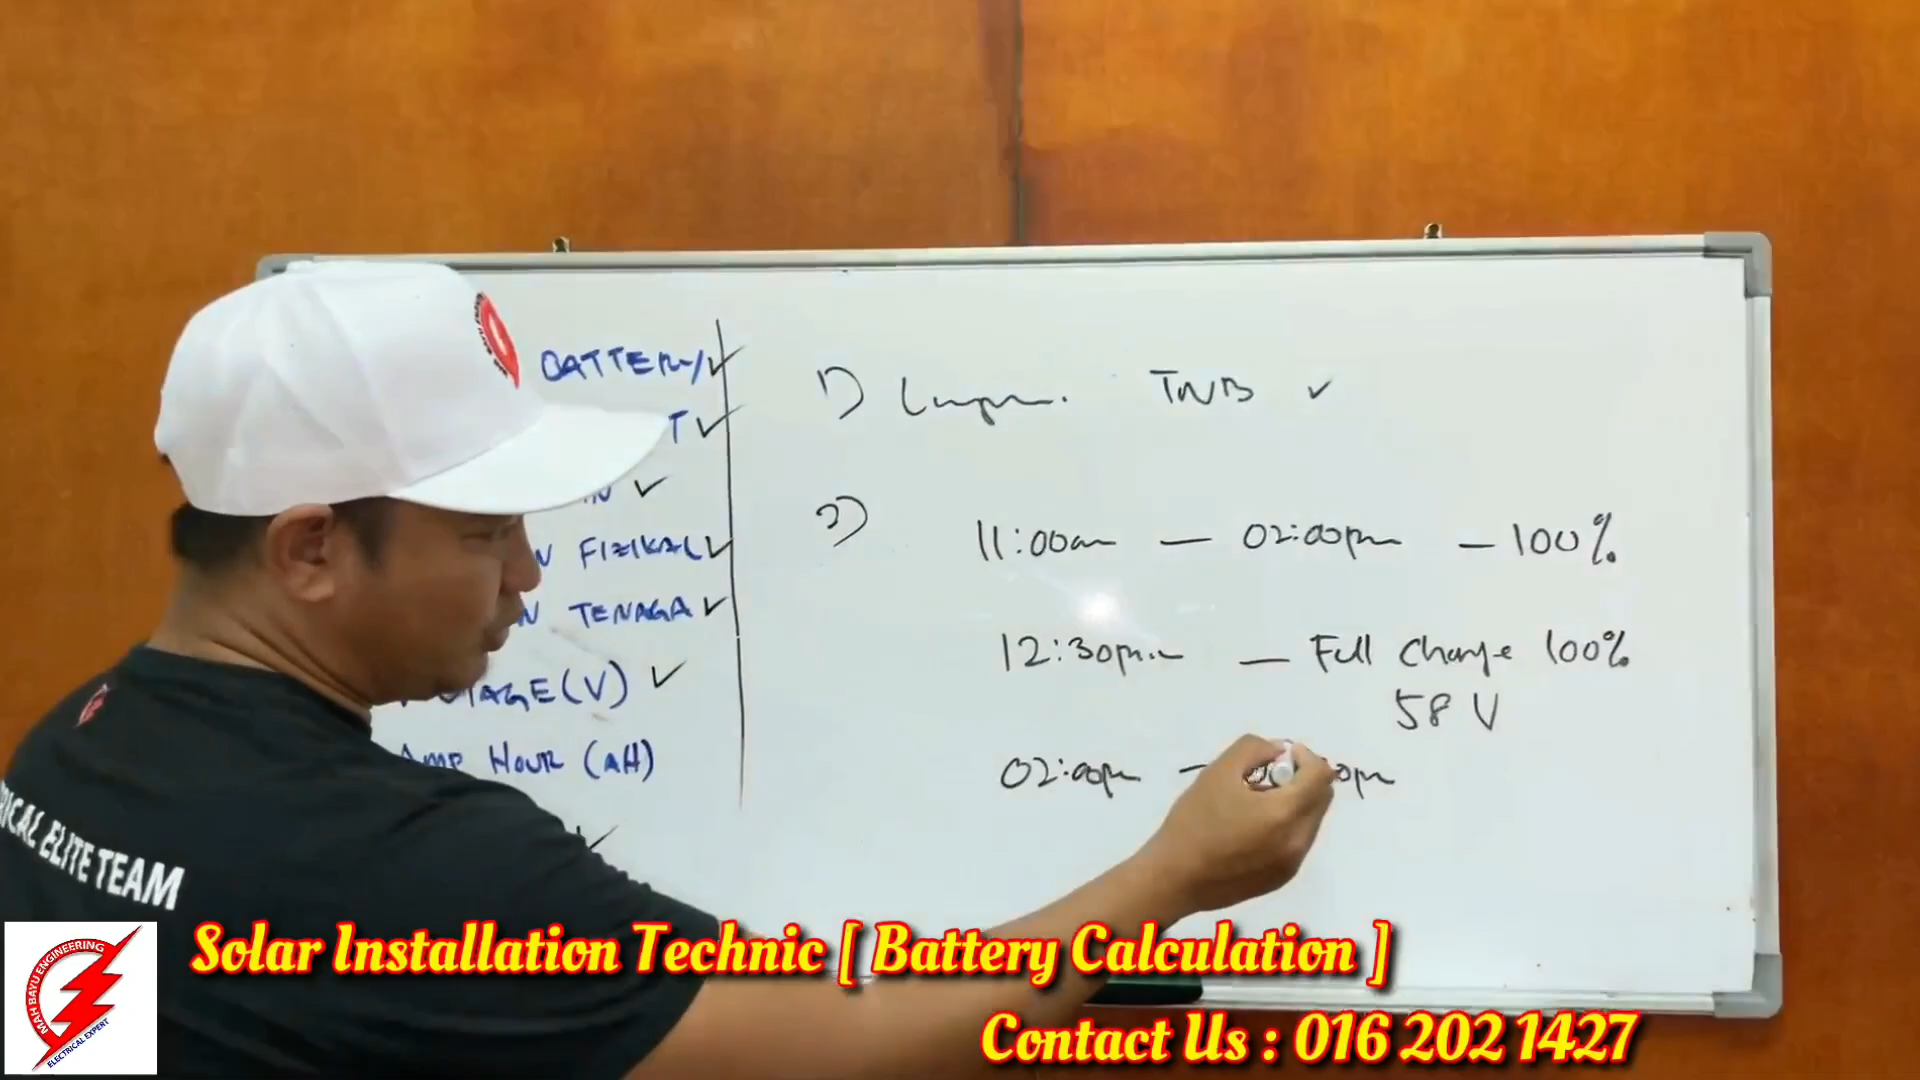 BATTERY ✓
T ✓
✓
N FIZIKAL ✓
N TENAGA ✓
TAGE(V) ✓
AMP HOUR (AH)
✓
1) TNB ✓
2) 11:00am — 02:00pm — 100%
12:30pm — Full Charge 100%
58 V
02:00pm —
RICAL ELITE TEAM
MAH BAYU ENGINEERING
ELECTRICAL EXPERT
Solar Installation Technic [ Battery Calculation ]
Contact Us : 016 202 1427